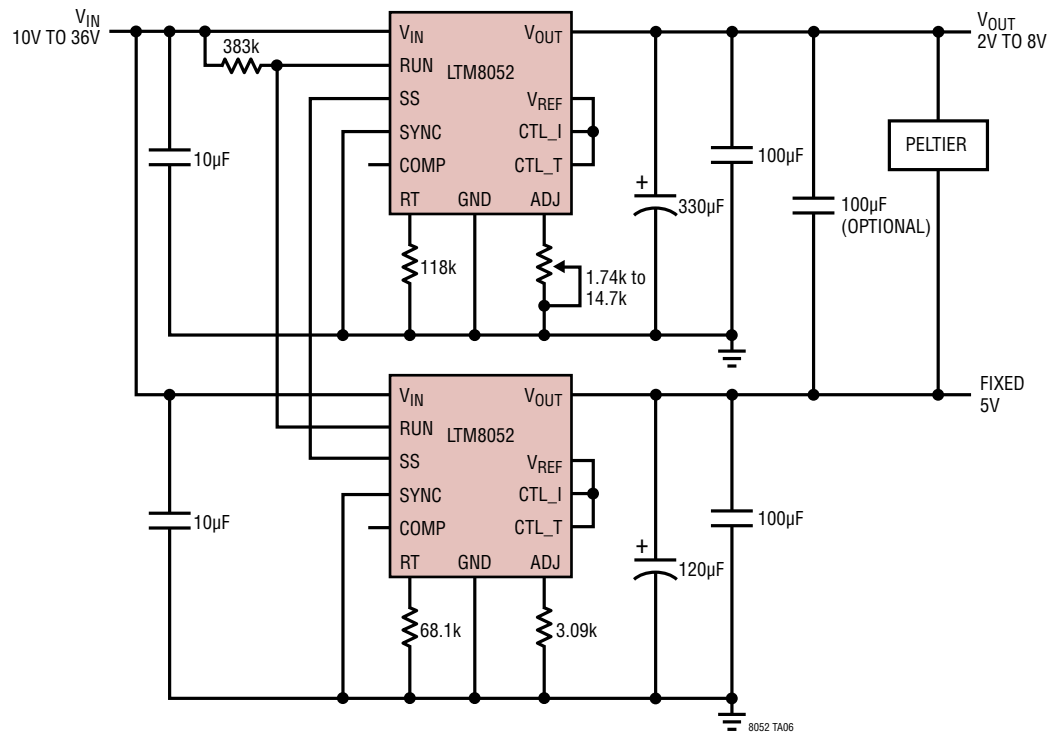 VIN
10V TO 36V
383k
10µF
VIN
RUN
SS
SYNC
COMP
RT
GND
ADJ
LTM8052
VOUT
VREF
CTL_I
CTL_T
118k
1.74k to
14.7k
+
330µF
100µF
100µF
(OPTIONAL)
PELTIER
VOUT
2V TO 8V
10µF
VIN
RUN
SS
SYNC
COMP
RT
GND
ADJ
LTM8052
VOUT
VREF
CTL_I
CTL_T
68.1k
3.09k
+
120µF
100µF
FIXED
5V
8052 TA06